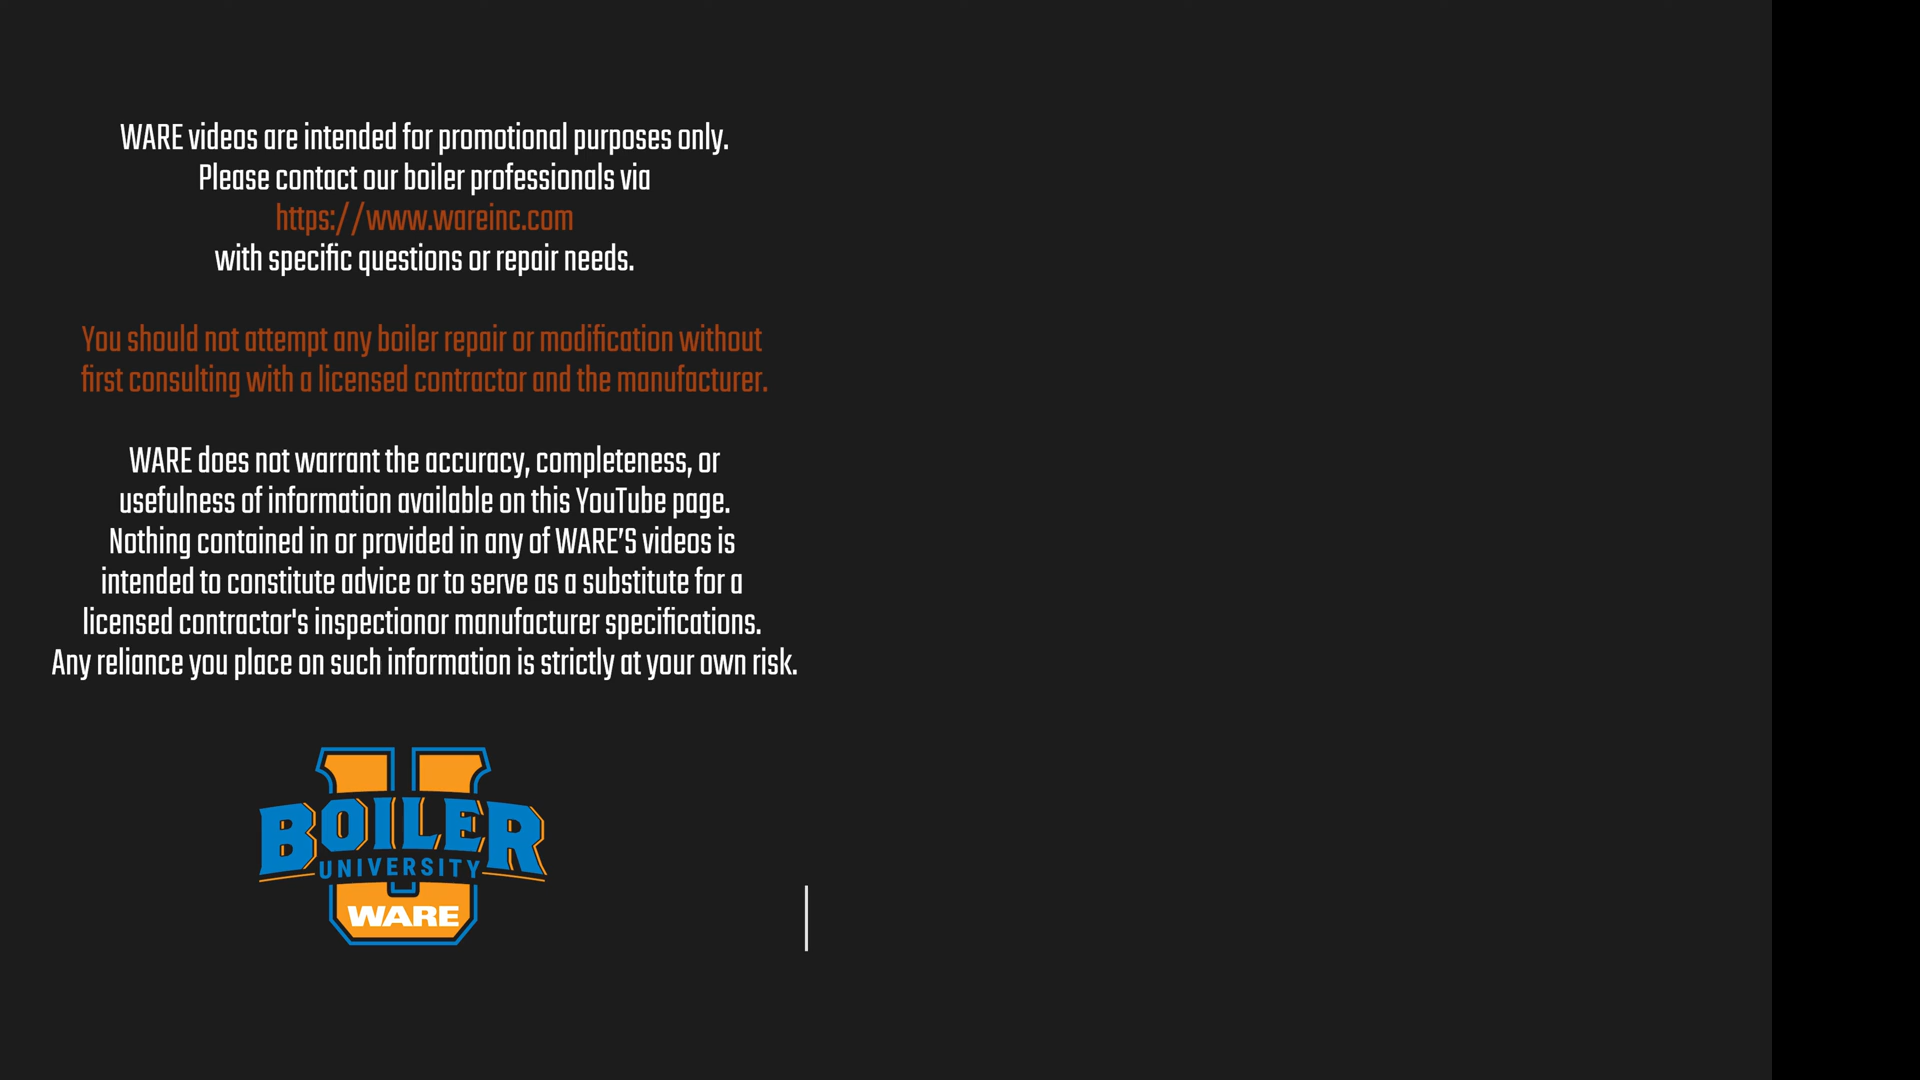 WARE videos are intended for promotional purposes only.
Please contact our boiler professionals via
https://www.wareinc.com
with specific questions or repair needs.
You should not attempt any boiler repair or modification without
first consulting with a licensed contractor and the manufacturer.
WARE does not warrant the accuracy, completeness, or
usefulness of information available on this YouTube page.
Nothing contained in or provided in any of WARE'S videos is
intended to constitute advice or to serve as a substitute for a
licensed contractor's inspectionor manufacturer specifications.
Any reliance you place on such information is strictly at your own risk.
U
BOILER
UNIVERSITY
WARE